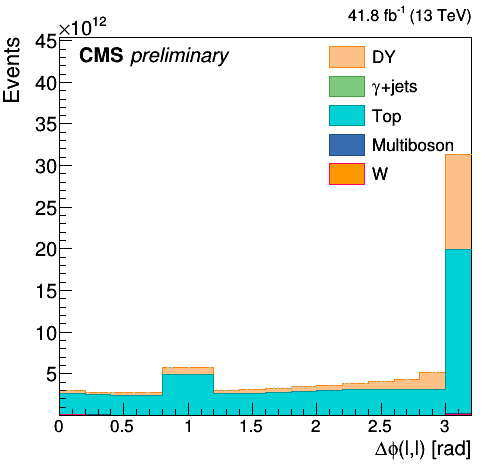 41.8 fb⁻¹ (13 TeV)
×10¹²
CMS preliminary
Events
DY
γ+jets
Top
Multiboson
W
45
40
35
30
25
20
15
10
5
0 0.5 1 1.5 2 2.5 3
Δϕ(l,l) [rad]